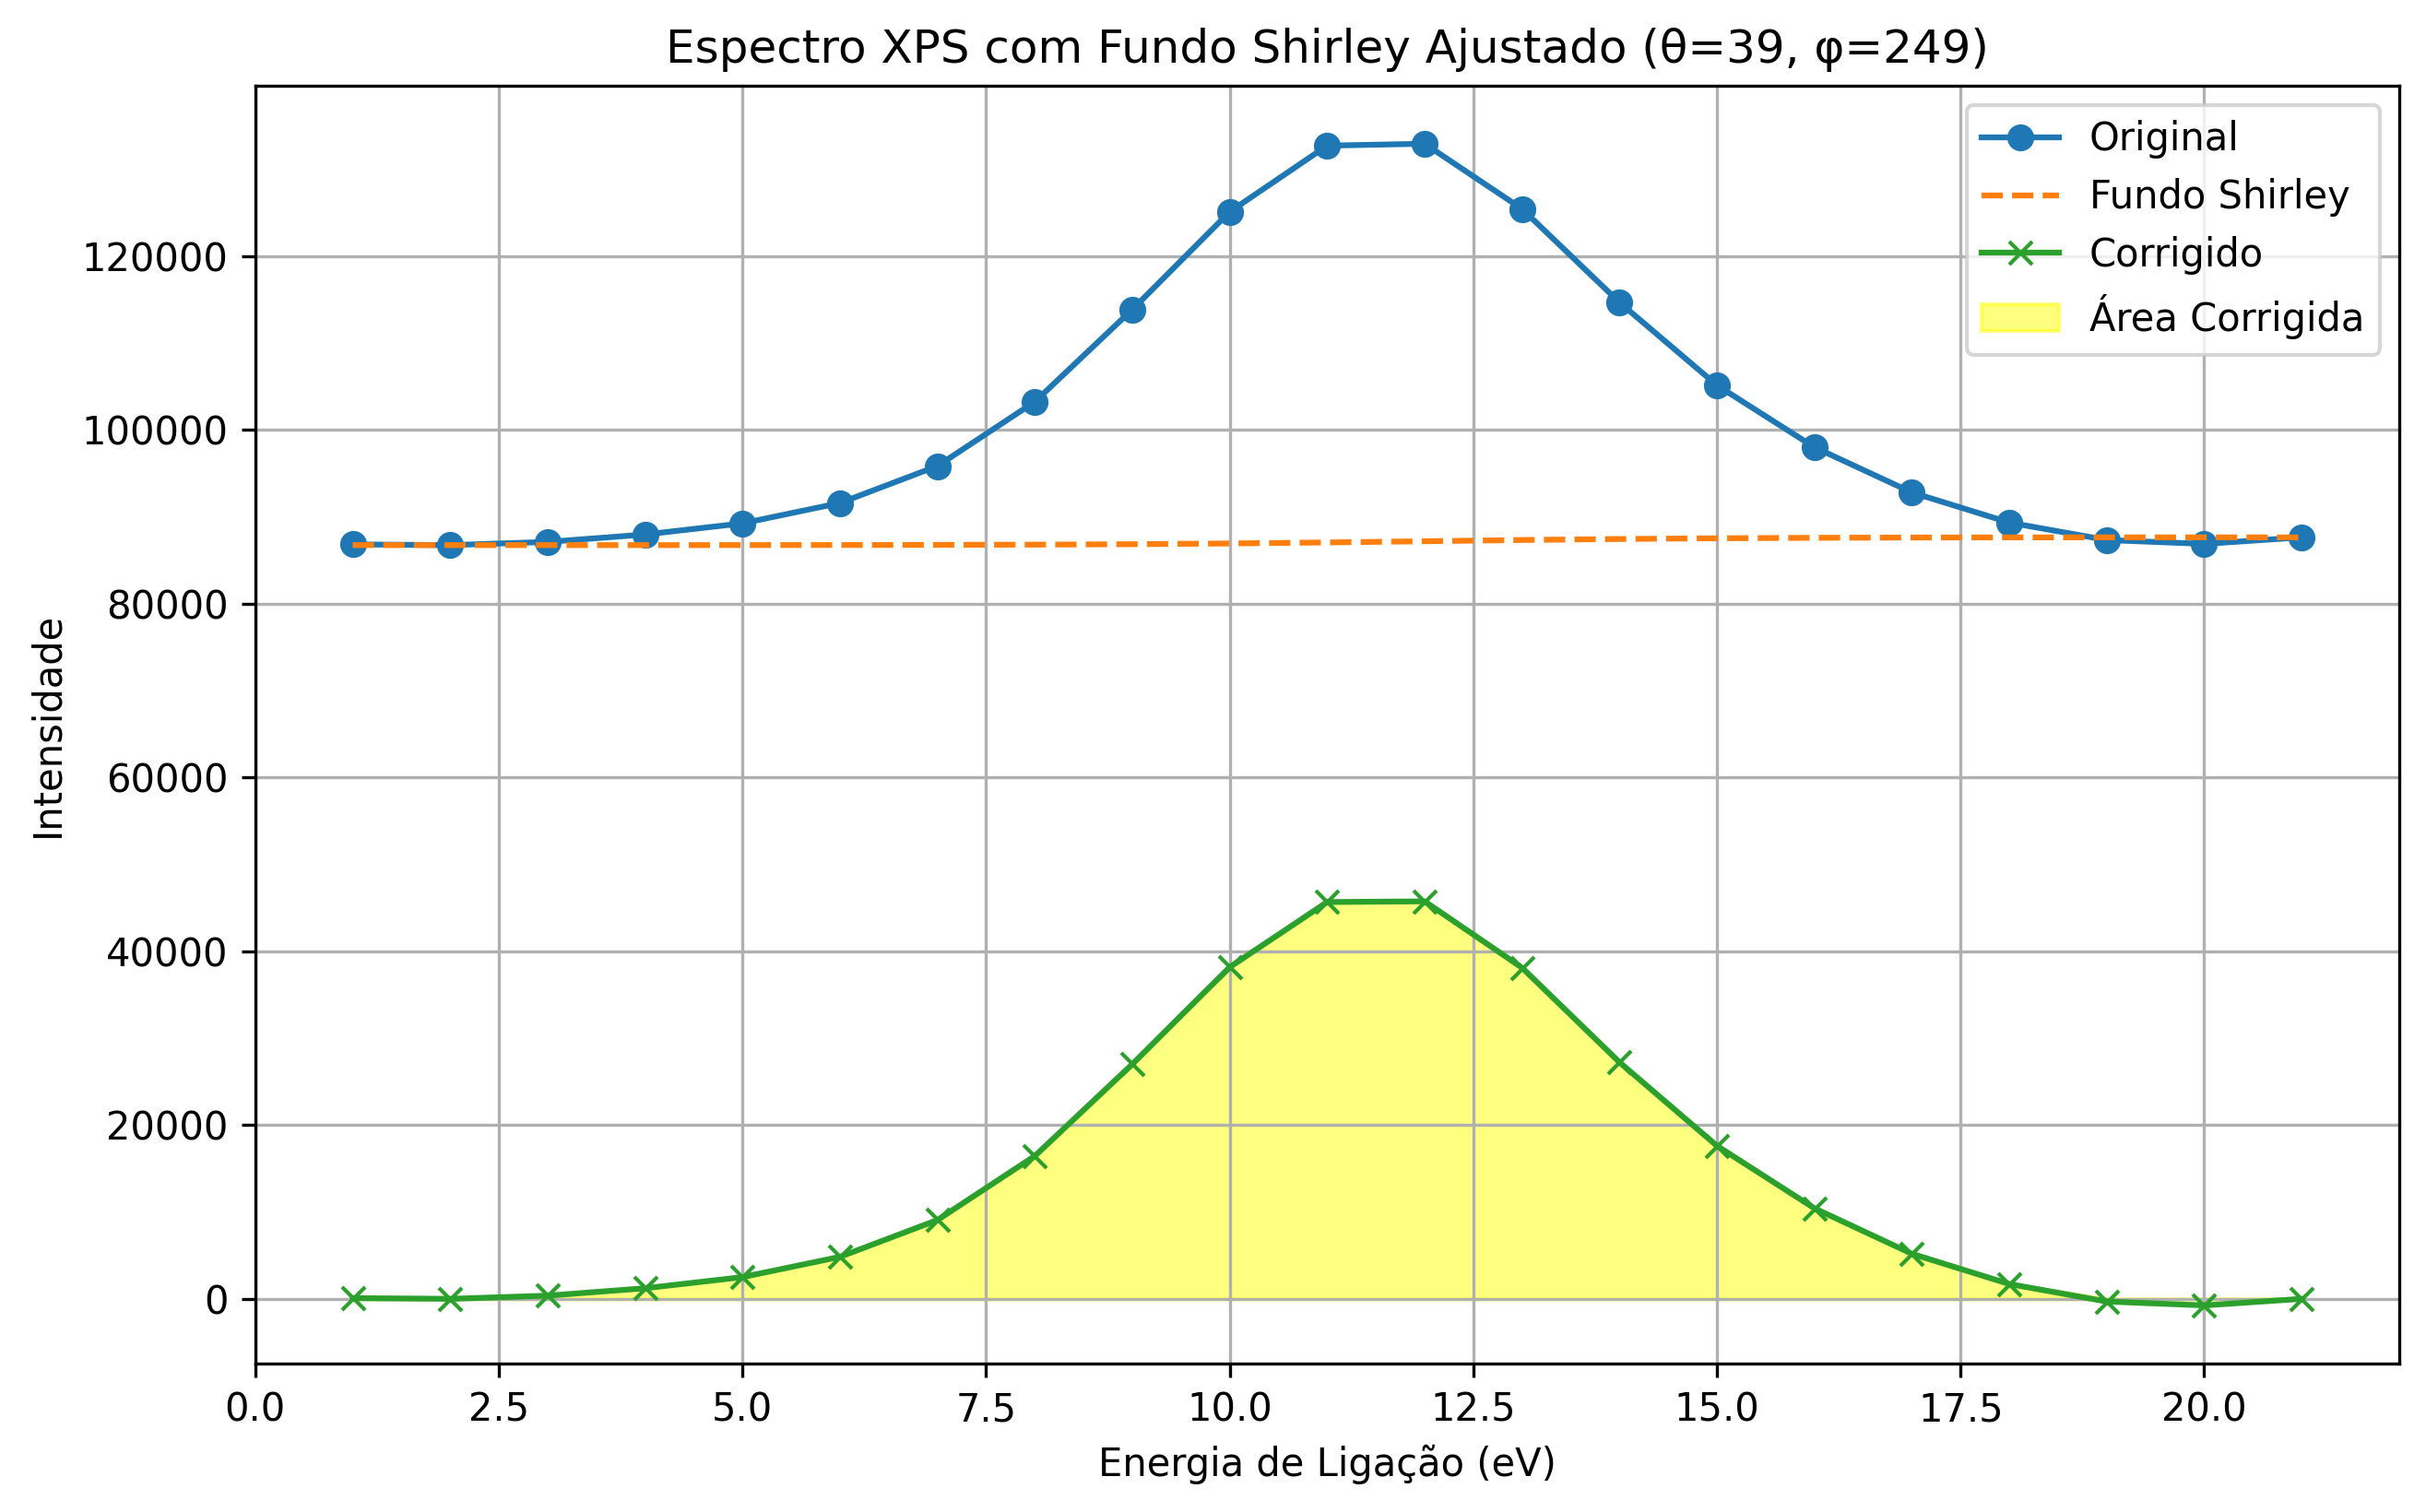 Espectro XPS com Fundo Shirley Ajustado (θ=39, φ=249)
Original
Fundo Shirley
Corrigido
Área Corrigida
120000
100000
80000
60000
40000
20000
0
Intensidade
0.0 2.5 5.0 7.5 10.0 12.5 15.0 17.5 20.0
Energia de Ligação (eV)